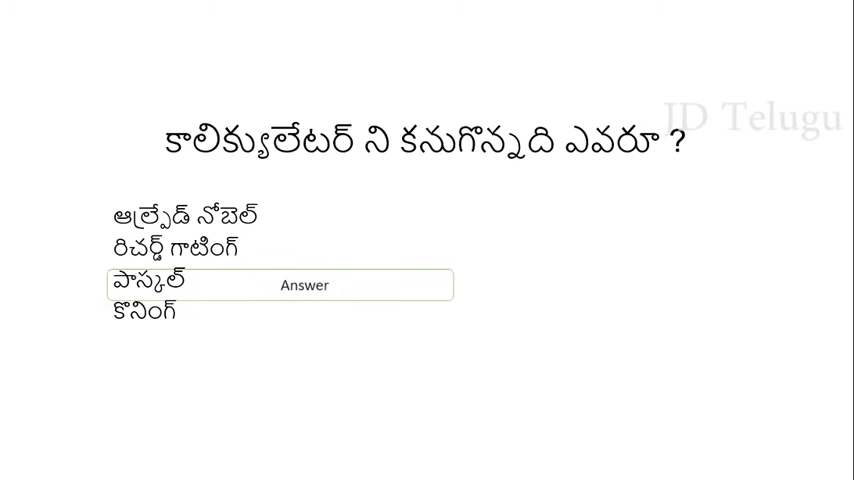 JD Telugu
కాలిక్యులేటర్ ని కనుగొన్నది ఎవరూ ?
ఆల్ప్రేడ్ నోబెల్
రిచర్డ్ గాటింగ్
పాస్కల్
Answer
కొనింగ్